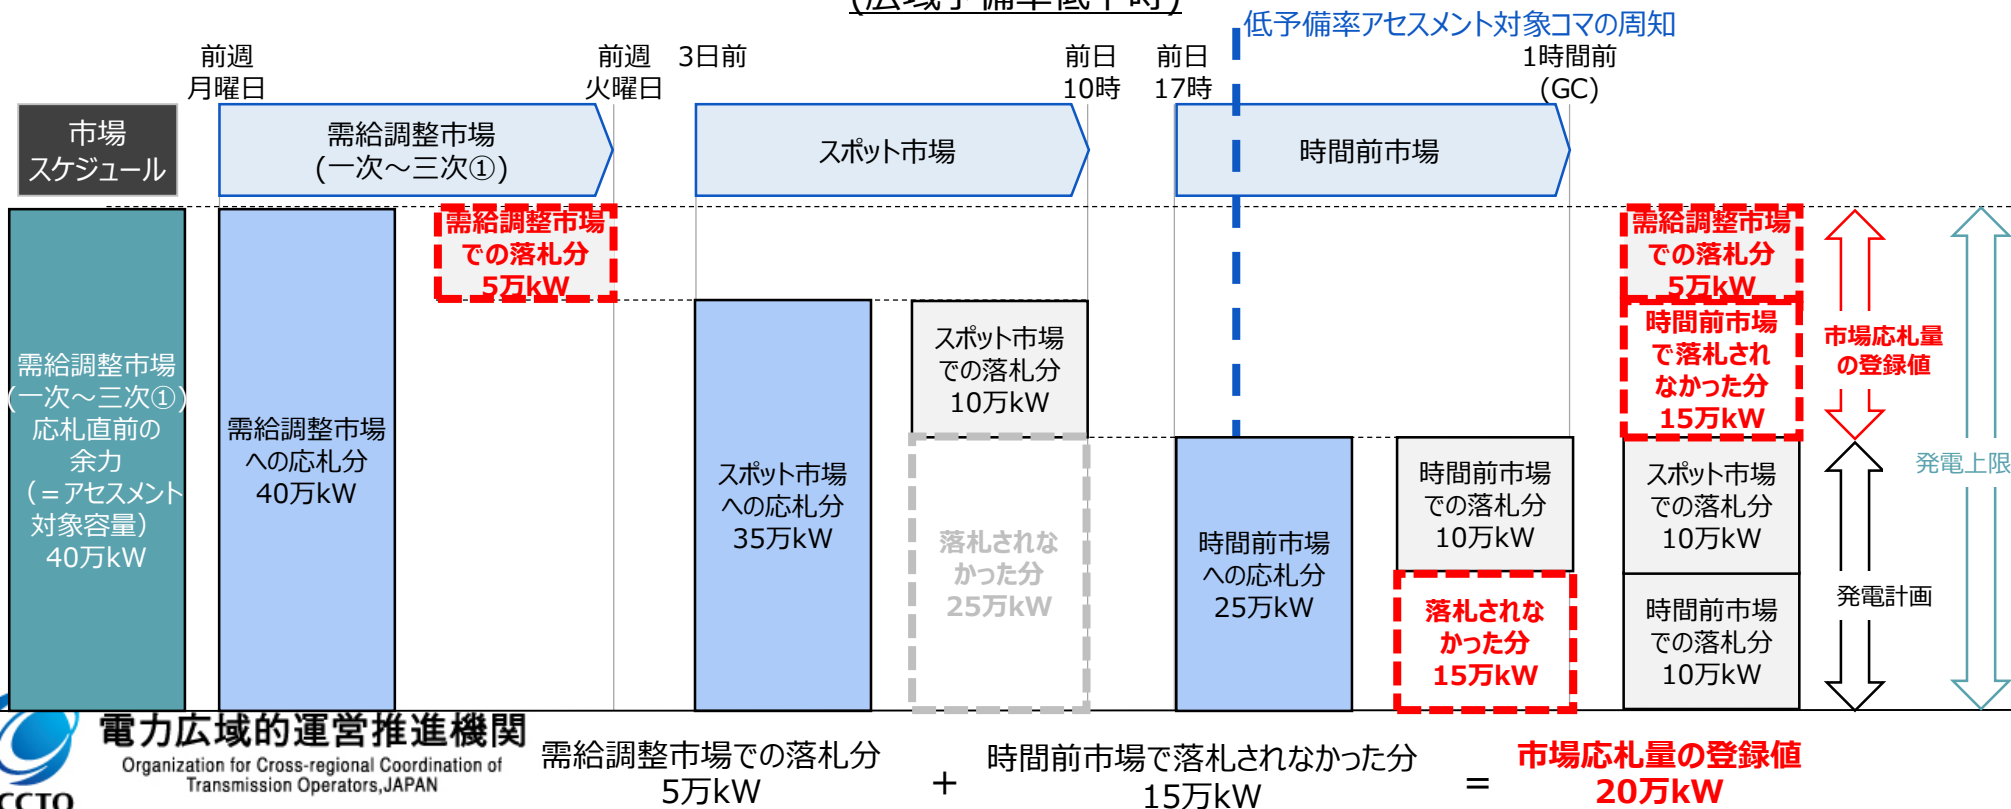 (広域予備率低下時)
低予備率アセスメント対象コマの周知
前週
月曜日
前週
火曜日
3日前
前日
10時
前日
17時
1時間前
(GC)
市場
スケジュール
需給調整市場
(一次～三次①)
スポット市場
時間前市場
需給調整市場
(一次～三次①)
応札直前の
余力
(＝アセスメント
対象容量)
40万kW
需給調整市場
への応札分
40万kW
需給調整市場
での落札分
5万kW
スポット市場
への応札分
35万kW
スポット市場
での落札分
10万kW
落札されな
かった分
25万kW
時間前市場
への応札分
25万kW
時間前市場
での落札分
10万kW
落札されな
かった分
15万kW
需給調整市場
での落札分
5万kW
時間前市場
で落札され
なかった分
15万kW
スポット市場
での落札分
10万kW
時間前市場
での落札分
10万kW
市場応札量
の登録値
発電計画
発電上限
電力広域的運営推進機関
Organization for Cross-regional Coordination of
Transmission Operators,JAPAN
需給調整市場での落札分
5万kW
+
時間前市場で落札されなかった分
15万kW
=
市場応札量の登録値
20万kW